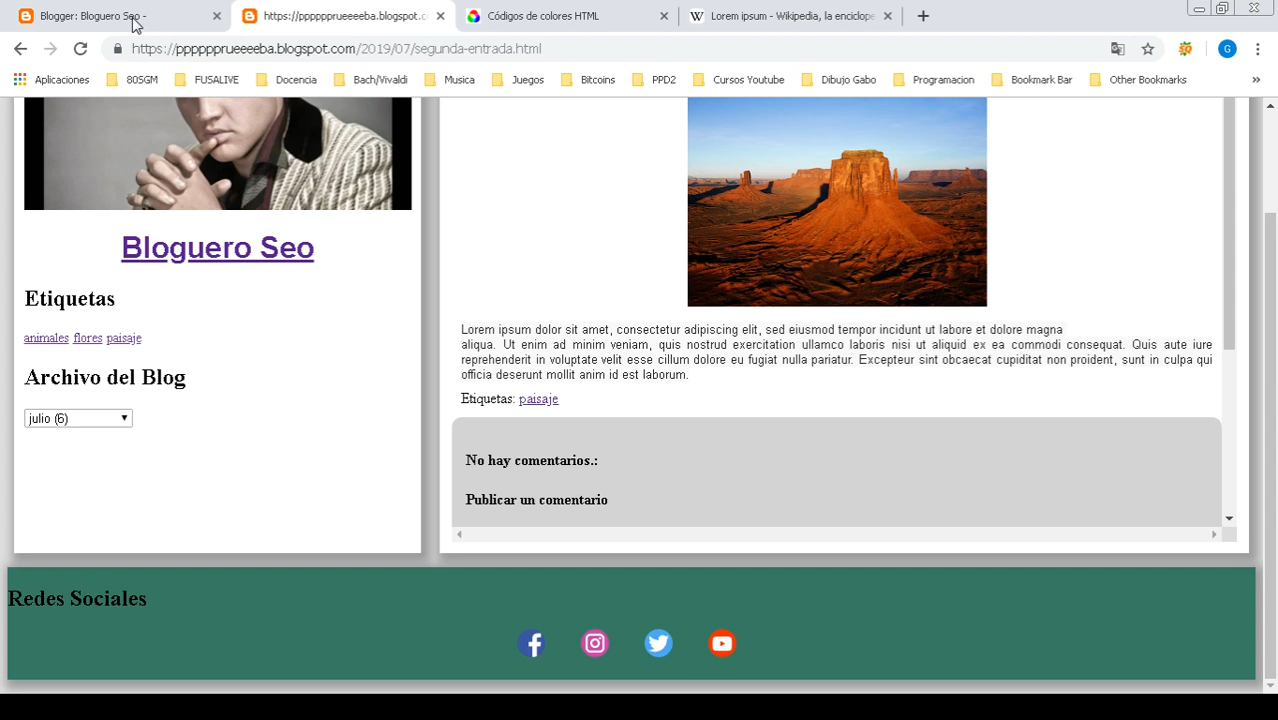 Blogger: Bloguero Seo -
https://ppppppprueeeeba.blogspot.c
Códigos de colores HTML
Lorem ipsum - Wikipedia, la enciclope
https://ppppppprueeeeba.blogspot.com/2019/07/segunda-entrada.html
G
Aplicaciones
80SGM
FUSALIVE
Docencia
Bach/Vivaldi
Musica
Juegos
Bitcoins
PPD2
Cursos Youtube
Dibujo Gabo
Programacion
Bookmark Bar
Other Bookmarks
»
Bloguero Seo
Etiquetas
animales flores paisaje
Archivo del Blog
julio (6)
Lorem ipsum dolor sit amet, consectetur adipiscing elit, sed eiusmod tempor incidunt ut labore et dolore magna
aliqua. Ut enim ad minim veniam, quis nostrud exercitation ullamco laboris nisi ut aliquid ex ea commodi consequat. Quis aute iure
reprehenderit in voluptate velit esse cillum dolore eu fugiat nulla pariatur. Excepteur sint obcaecat cupiditat non proident, sunt in culpa qui
officia deserunt mollit anim id est laborum.
Etiquetas: paisaje
No hay comentarios.:
Publicar un comentario
Redes Sociales